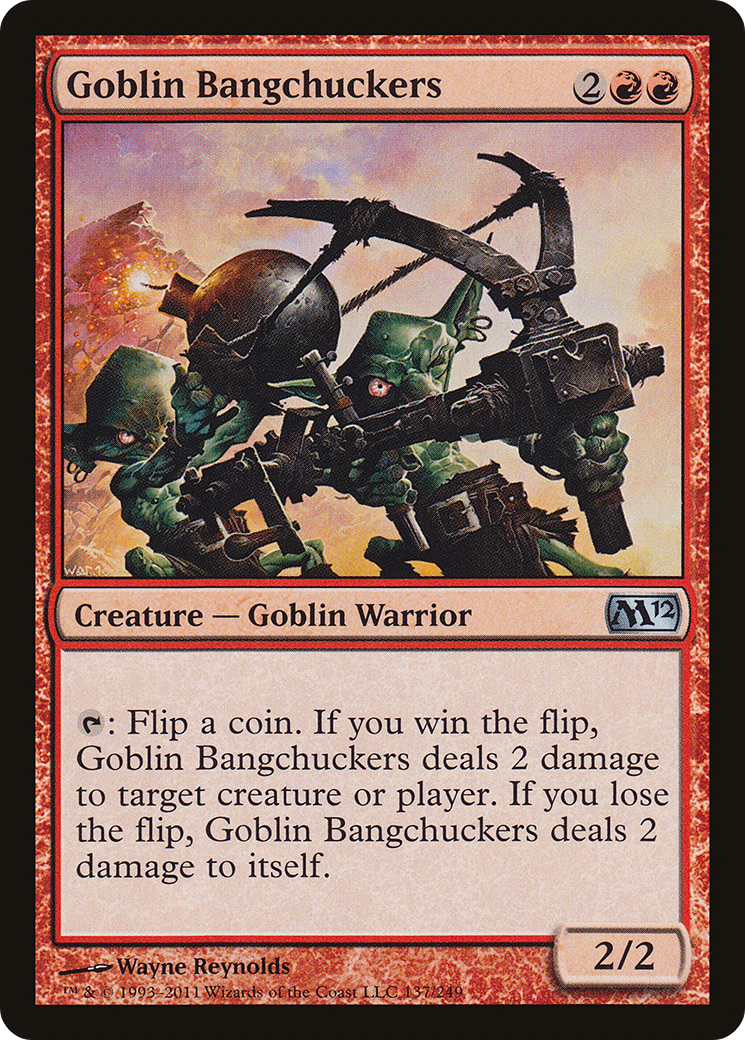 Goblin Bangchuckers 2
WAR
Creature — Goblin Warrior M12
: Flip a coin. If you win the flip,
Goblin Bangchuckers deals 2 damage
to target creature or player. If you lose
the flip, Goblin Bangchuckers deals 2
damage to itself.
2/2
Wayne Reynolds
™ & © 1993–2011 Wizards of the Coast LLC 137/249